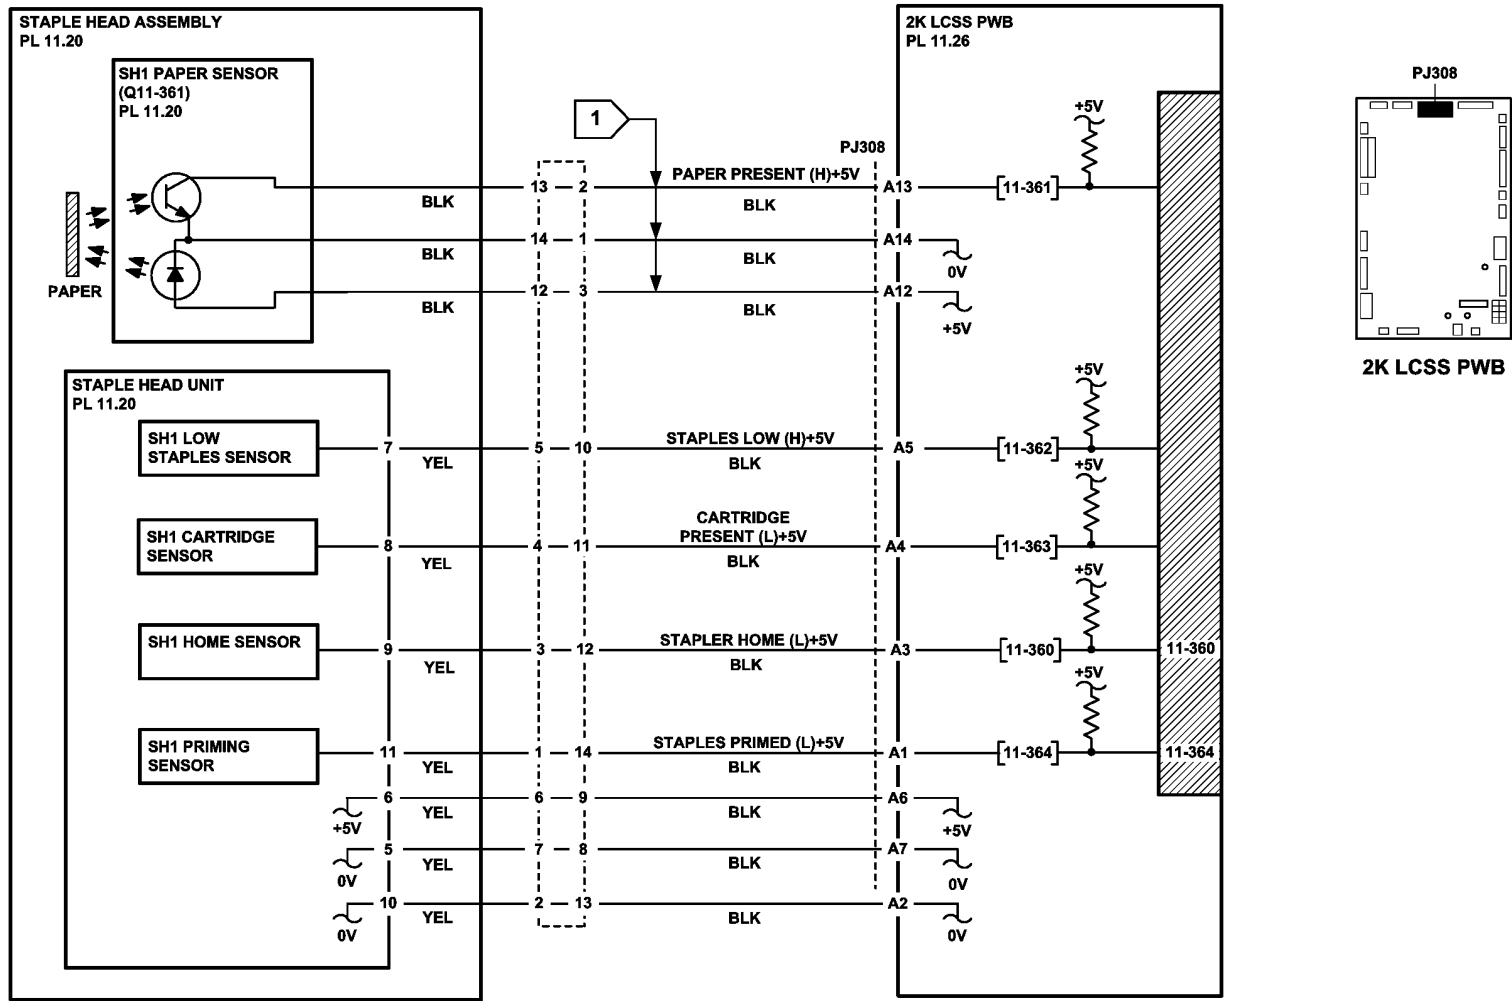 STAPLE HEAD ASSEMBLY
PL 11.20
SH1 PAPER SENSOR
(Q11-361)
PL 11.20
PAPER
BLK
BLK
BLK
13 2
14 1
12 3
1
PAPER PRESENT (H)+5V
BLK
BLK
BLK
PJ308
2K LCSS PWB
PL 11.26
A13
11-361
+5V
A14
0V
A12
+5V
STAPLE HEAD UNIT
PL 11.20
SH1 LOW
STAPLES SENSOR
7
YEL
5 10
STAPLES LOW (H)+5V
BLK
A5
11-362
+5V
SH1 CARTRIDGE
SENSOR
8
YEL
4 11
CARTRIDGE
PRESENT (L)+5V
BLK
A4
11-363
+5V
SH1 HOME SENSOR
9
YEL
3 12
STAPLER HOME (L)+5V
BLK
A3
11-360
+5V
11-360
SH1 PRIMING
SENSOR
11
YEL
1 14
STAPLES PRIMED (L)+5V
BLK
A1
11-364
+5V
11-364
+5V
6
YEL
6 9
BLK
A6
+5V
0V
5
YEL
7 8
BLK
A7
0V
0V
10
YEL
2 13
BLK
A2
0V
PJ308
2K LCSS PWB